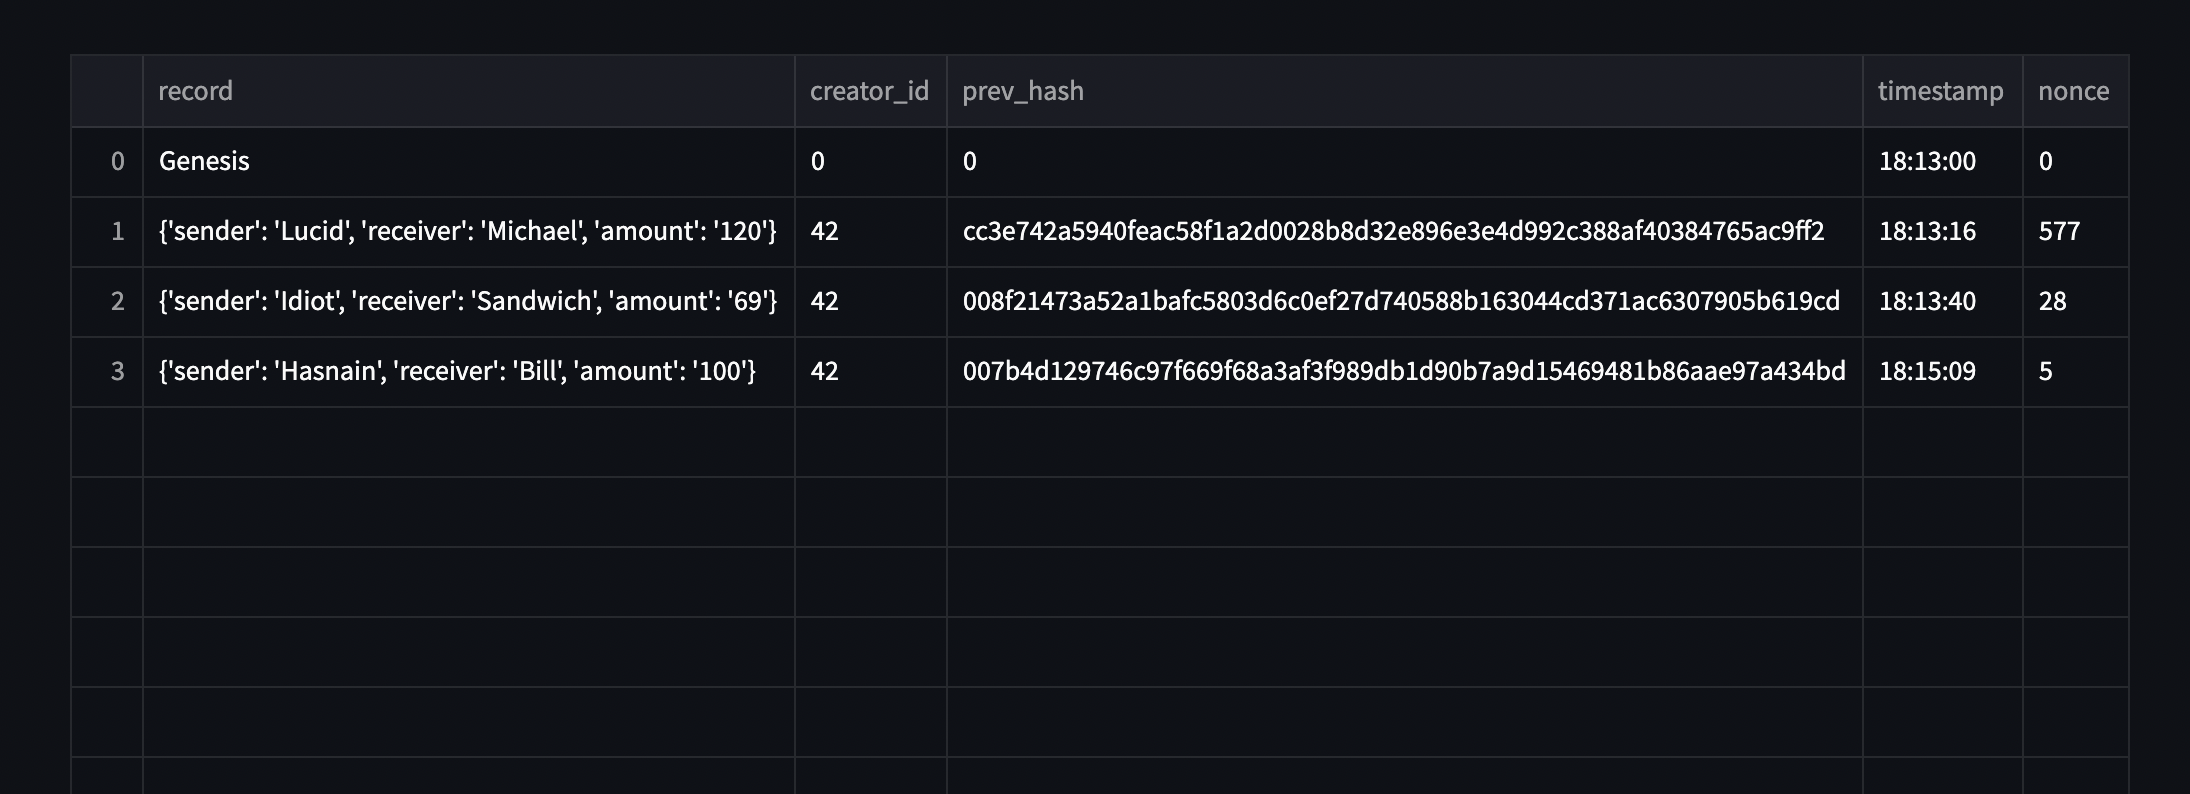 record creator_id prev_hash timestamp nonce
0 Genesis 0 0 18:13:00 0
1 {'sender': 'Lucid', 'receiver': 'Michael', 'amount': '120'} 42 cc3e742a5940feac58f1a2d0028b8d32e896e3e4d992c388af40384765ac9ff2 18:13:16 577
2 {'sender': 'Idiot', 'receiver': 'Sandwich', 'amount': '69'} 42 008f21473a52a1bafc5803d6c0ef27d740588b163044cd371ac6307905b619cd 18:13:40 28
3 {'sender': 'Hasnain', 'receiver': 'Bill', 'amount': '100'} 42 007b4d129746c97f669f68a3af3f989db1d90b7a9d15469481b86aae97a434bd 18:15:09 5